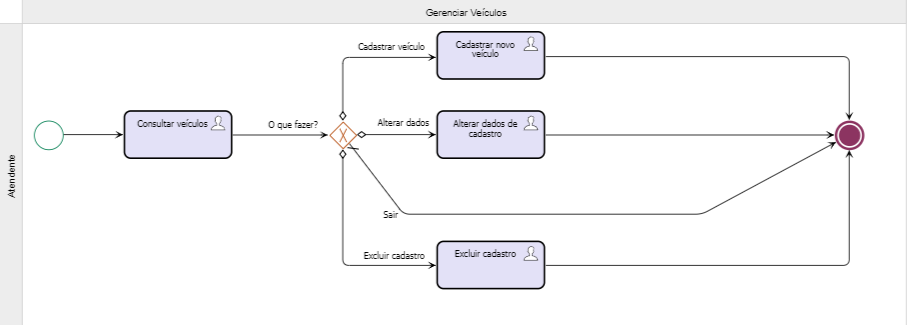 Gerenciar Veículos
Atendente
Consultar veículos
O que fazer?
Cadastrar veículo
Cadastrar novo
veículo
Alterar dados
Alterar dados de
cadastro
Sair
Excluir cadastro
Excluir cadastro